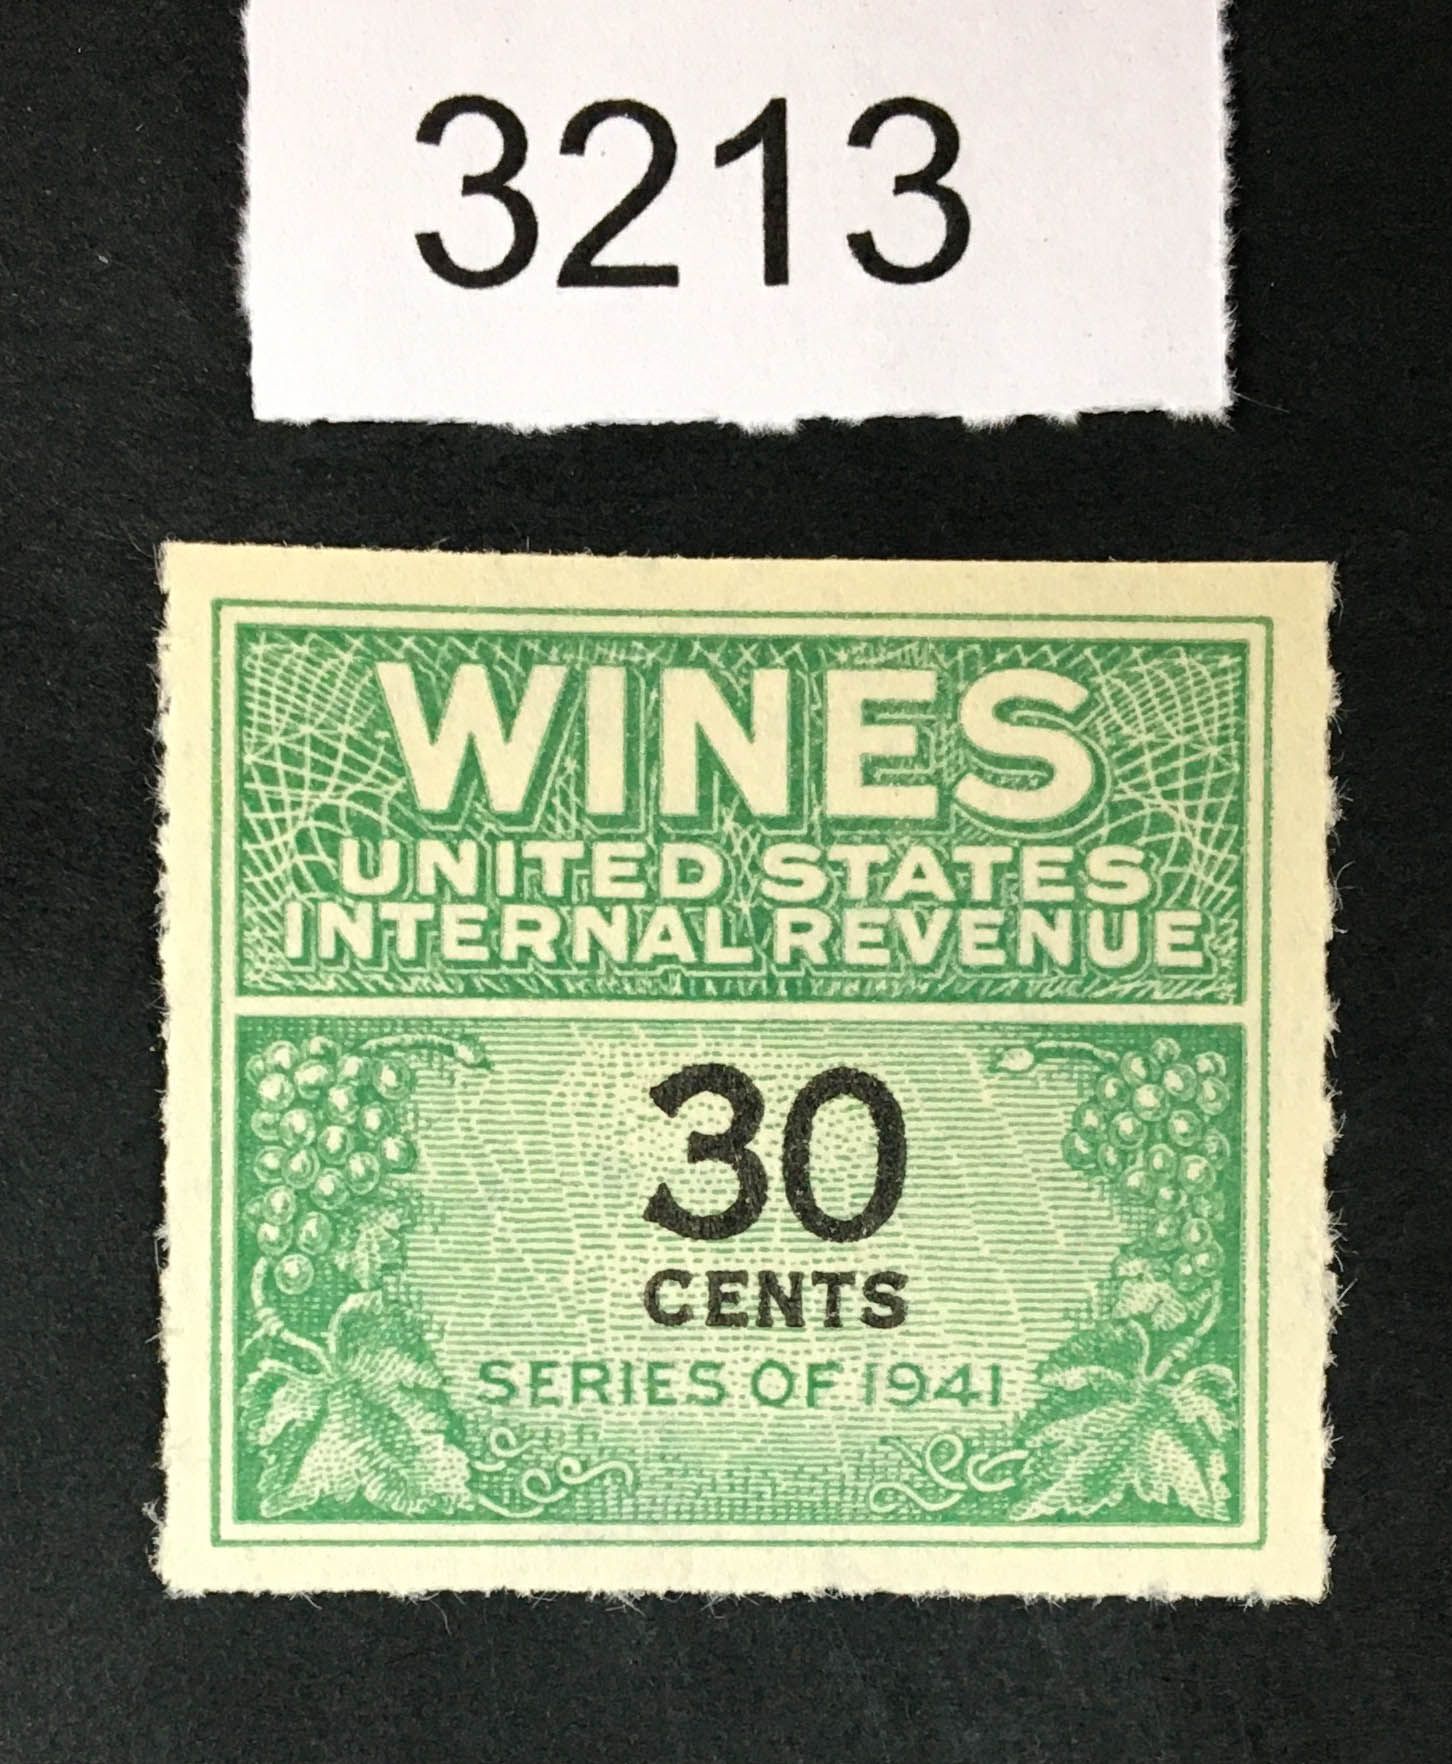 3213
WINES
UNITED STATES
INTERNAL REVENUE
30
CENTS
SERIES OF 1941